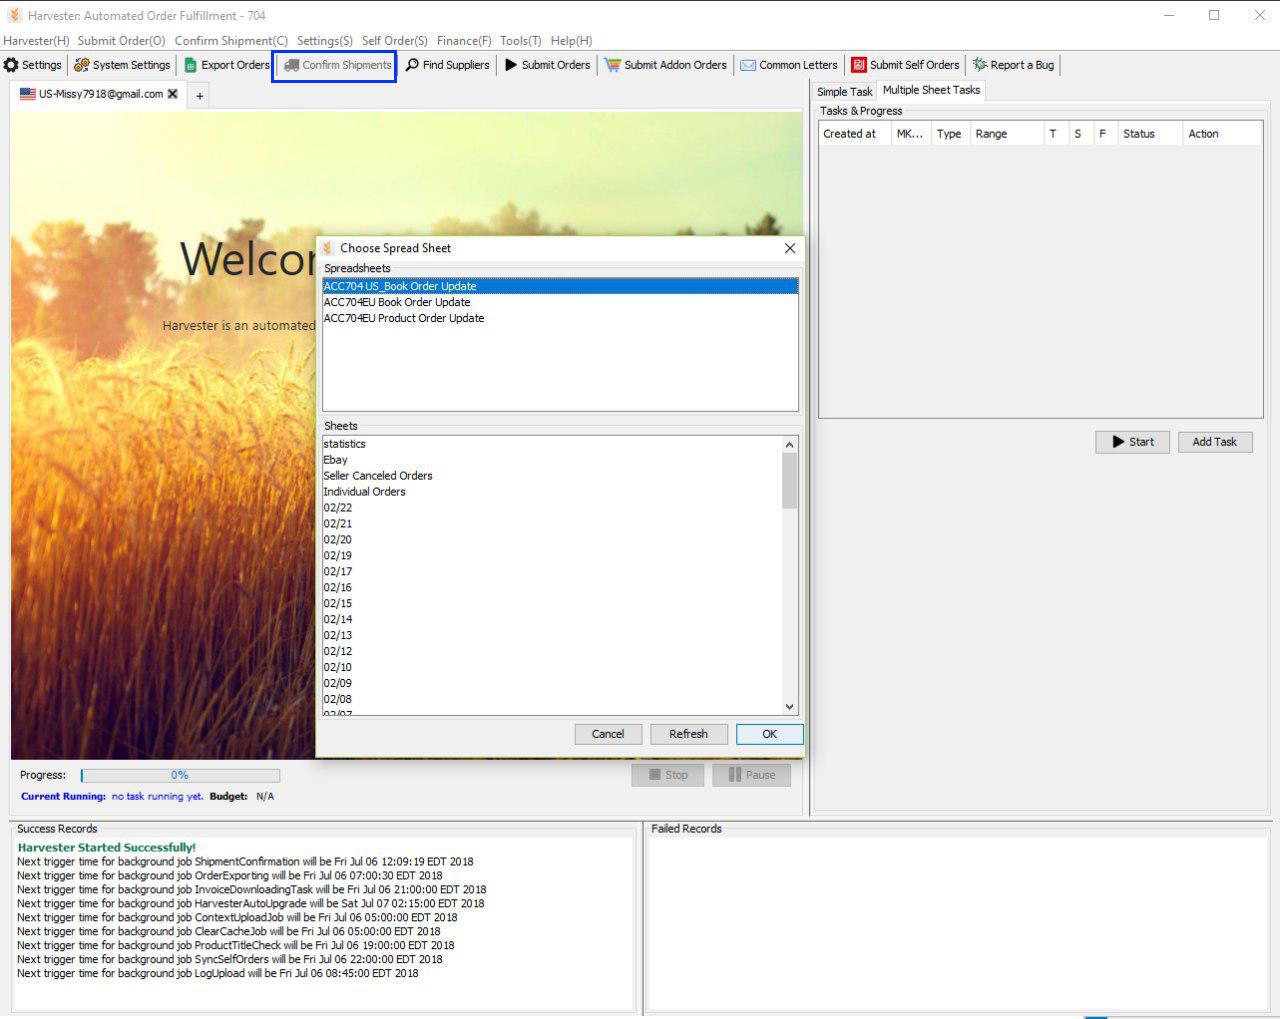 Harvester: Automated Order Fulfillment - 704
Harvester(H) Submit Order(O) Confirm Shipment(C) Settings(S) Self Order(S) Finance(F) Tools(T) Help(H)
Settings System Settings Export Orders Confirm Shipments Find Suppliers Submit Orders Submit Addon Orders Common Letters Submit Self Orders Report a Bug
US-Missy7918@gmail.com
+
Simple Task Multiple Sheet Tasks
Tasks & Progress
Created at MK... Type Range T S F Status Action
Start Add Task
Harvester is an automated
Choose Spread Sheet
Spreadsheets
ACC704 US_Book Order Update
ACC704EU Book Order Update
ACC704EU Product Order Update
Sheets
statistics
Ebay
Seller Canceled Orders
Individual Orders
02/22
02/21
02/20
02/19
02/17
02/16
02/15
02/14
02/13
02/12
02/10
02/09
02/08
02/07
Cancel Refresh OK
Progress: 0% Stop Pause
Current Running: no task running yet. Budget: N/A
Success Records
Harvester Started Successfully!
Next trigger time for background job ShipmentConfirmation will be Fri Jul 06 12:09:19 EDT 2018
Next trigger time for background job OrderExporting will be Fri Jul 06 07:00:30 EDT 2018
Next trigger time for background job InvoiceDownloadingTask will be Fri Jul 06 21:00:00 EDT 2018
Next trigger time for background job HarvesterAutoUpgrade will be Sat Jul 07 02:15:00 EDT 2018
Next trigger time for background job ContextUploadJob will be Fri Jul 06 05:00:00 EDT 2018
Next trigger time for background job ClearCacheJob will be Fri Jul 06 05:00:00 EDT 2018
Next trigger time for background job ProductTitleCheck will be Fri Jul 06 19:00:00 EDT 2018
Next trigger time for background job SyncSelfOrders will be Fri Jul 06 22:00:00 EDT 2018
Next trigger time for background job LogUpload will be Fri Jul 06 08:45:00 EDT 2018
Failed Records